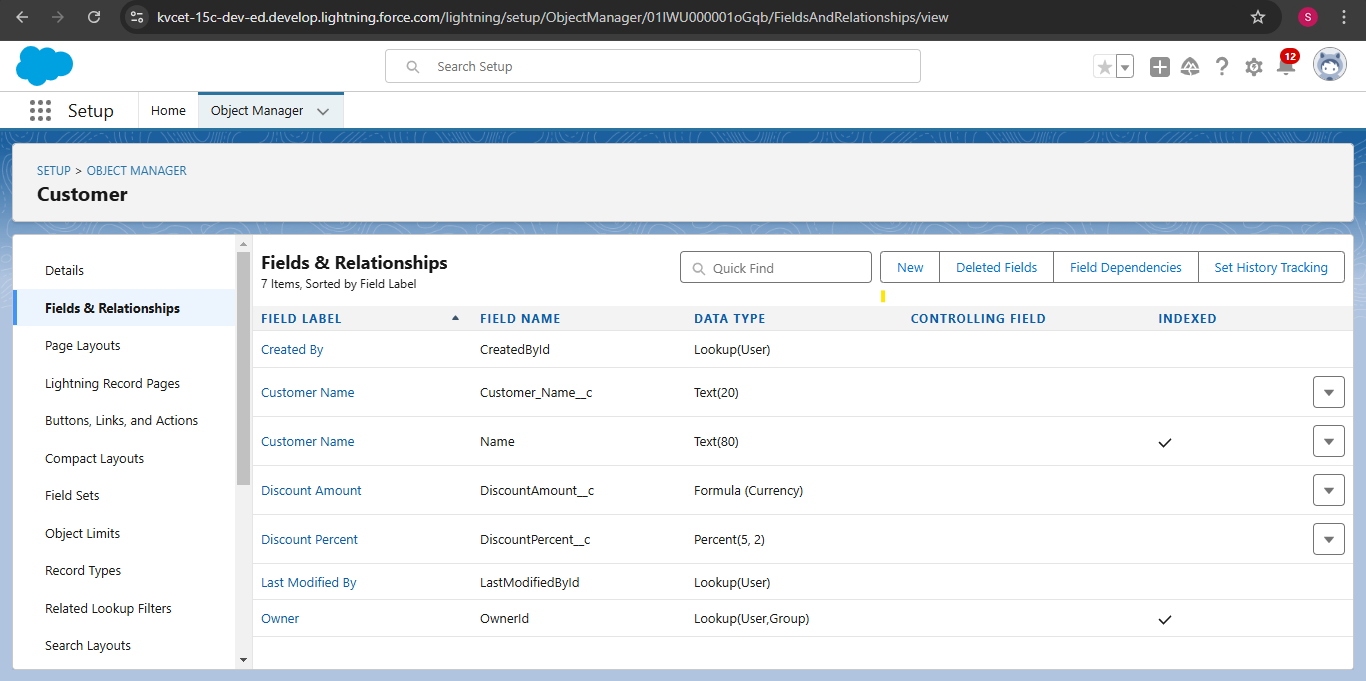 kvcet-15c-dev-ed.develop.lightning.force.com/lightning/setup/ObjectManager/01IWU000001oGqb/FieldsAndRelationships/view
S
Search Setup
12
Setup
Home
Object Manager
SETUP > OBJECT MANAGER
Customer
Details
Fields & Relationships
Page Layouts
Lightning Record Pages
Buttons, Links, and Actions
Compact Layouts
Field Sets
Object Limits
Record Types
Related Lookup Filters
Search Layouts
Fields & Relationships
7 Items, Sorted by Field Label
Quick Find
New
Deleted Fields
Field Dependencies
Set History Tracking
FIELD LABEL FIELD NAME DATA TYPE CONTROLLING FIELD INDEXED
Created By CreatedById Lookup(User)
Customer Name Customer_Name__c Text(20)
Customer Name Name Text(80)
Discount Amount DiscountAmount__c Formula (Currency)
Discount Percent DiscountPercent__c Percent(5, 2)
Last Modified By LastModifiedById Lookup(User)
Owner OwnerId Lookup(User,Group)